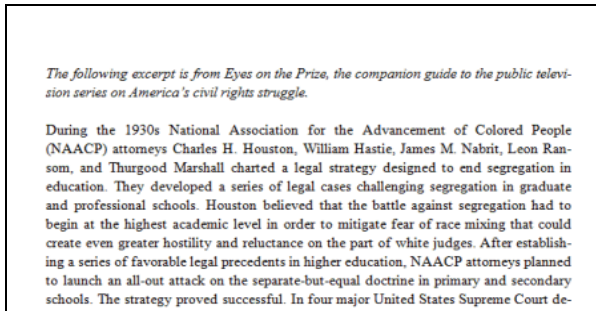 The following excerpt is from Eyes on the Prize, the companion guide to the public televi-
sion series on America's civil rights struggle.
During the 1930s National Association for the Advancement of Colored People
(NAACP) attorneys Charles H. Houston, William Hastie, James M. Nabrit, Leon Ran-
som, and Thurgood Marshall charted a legal strategy designed to end segregation in
education. They developed a series of legal cases challenging segregation in graduate
and professional schools. Houston believed that the battle against segregation had to
begin at the highest academic level in order to mitigate fear of race mixing that could
create even greater hostility and reluctance on the part of white judges. After establish-
ing a series of favorable legal precedents in higher education, NAACP attorneys planned
to launch an all-out attack on the separate-but-equal doctrine in primary and secondary
schools. The strategy proved successful. In four major United States Supreme Court de-